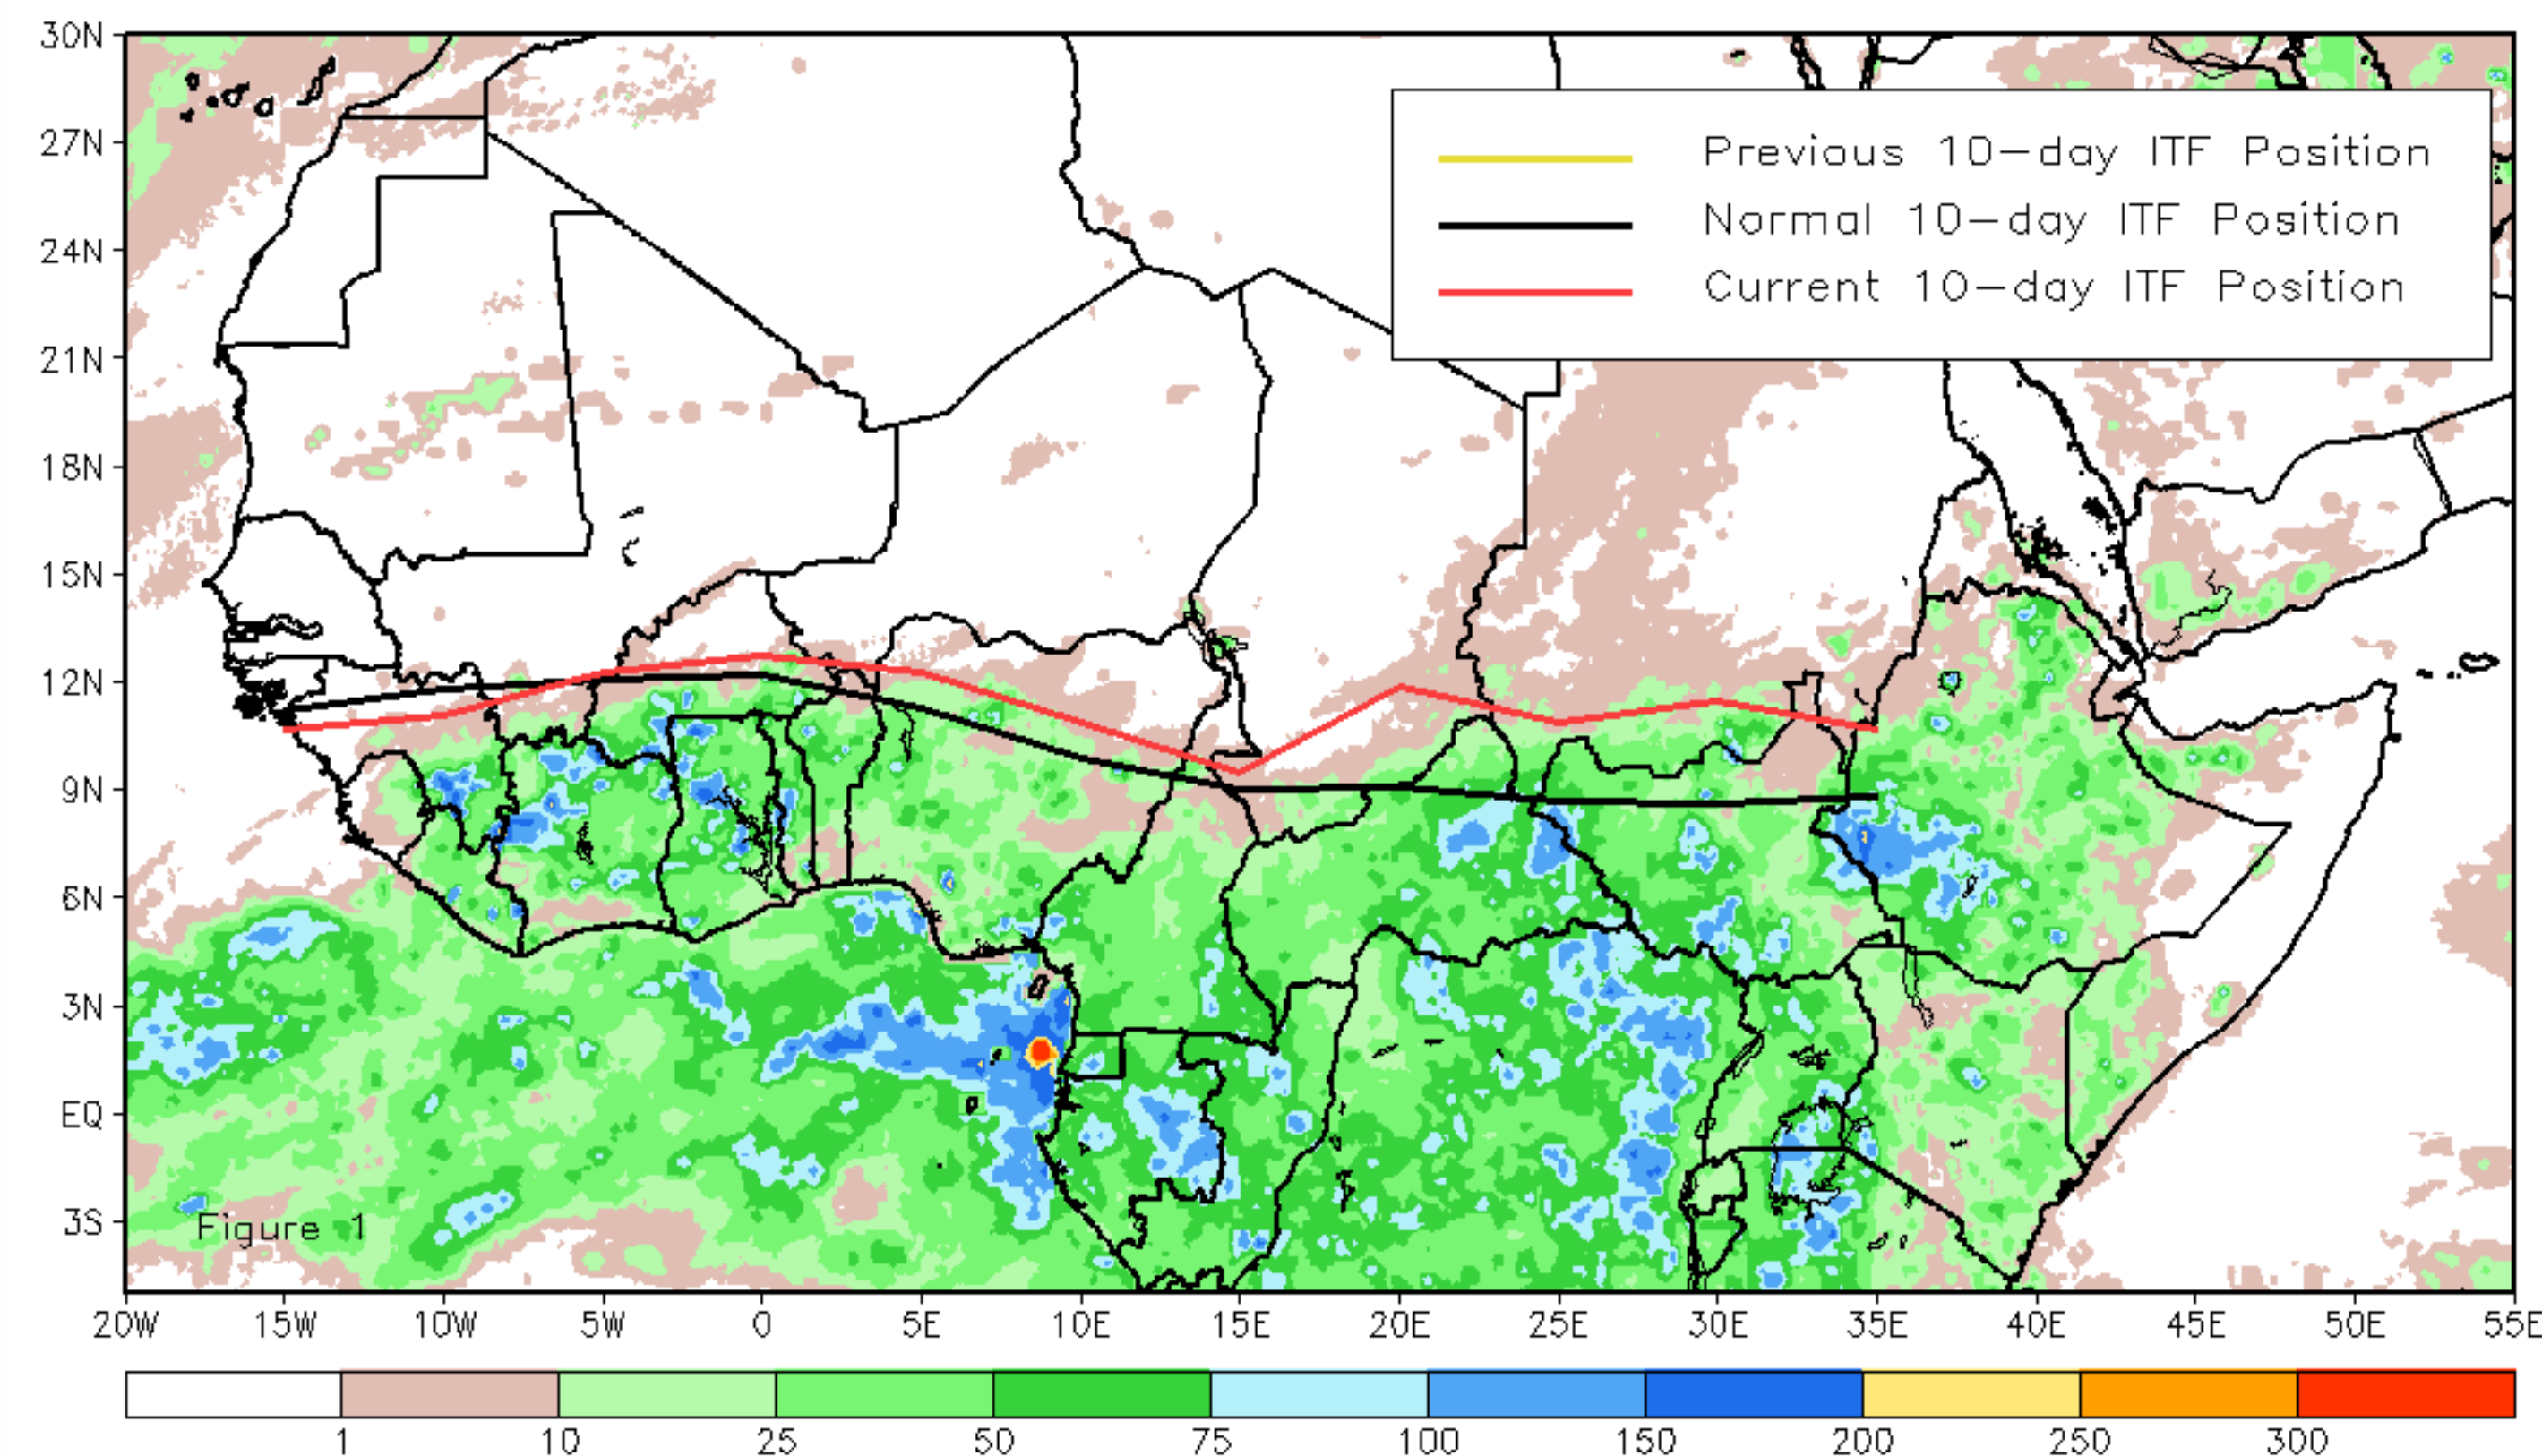 30N
27N
24N
21N
18N
15N
12N
9N
6N
3N
EQ
3S
Previous 10-day ITF Position
Normal 10-day ITF Position
Current 10-day ITF Position
Figure 1
20W 15W 10W 5W 0 5E 10E 15E 20E 25E 30E 35E 40E 45E 50E 55E
1 10 25 50 75 100 150 200 250 300